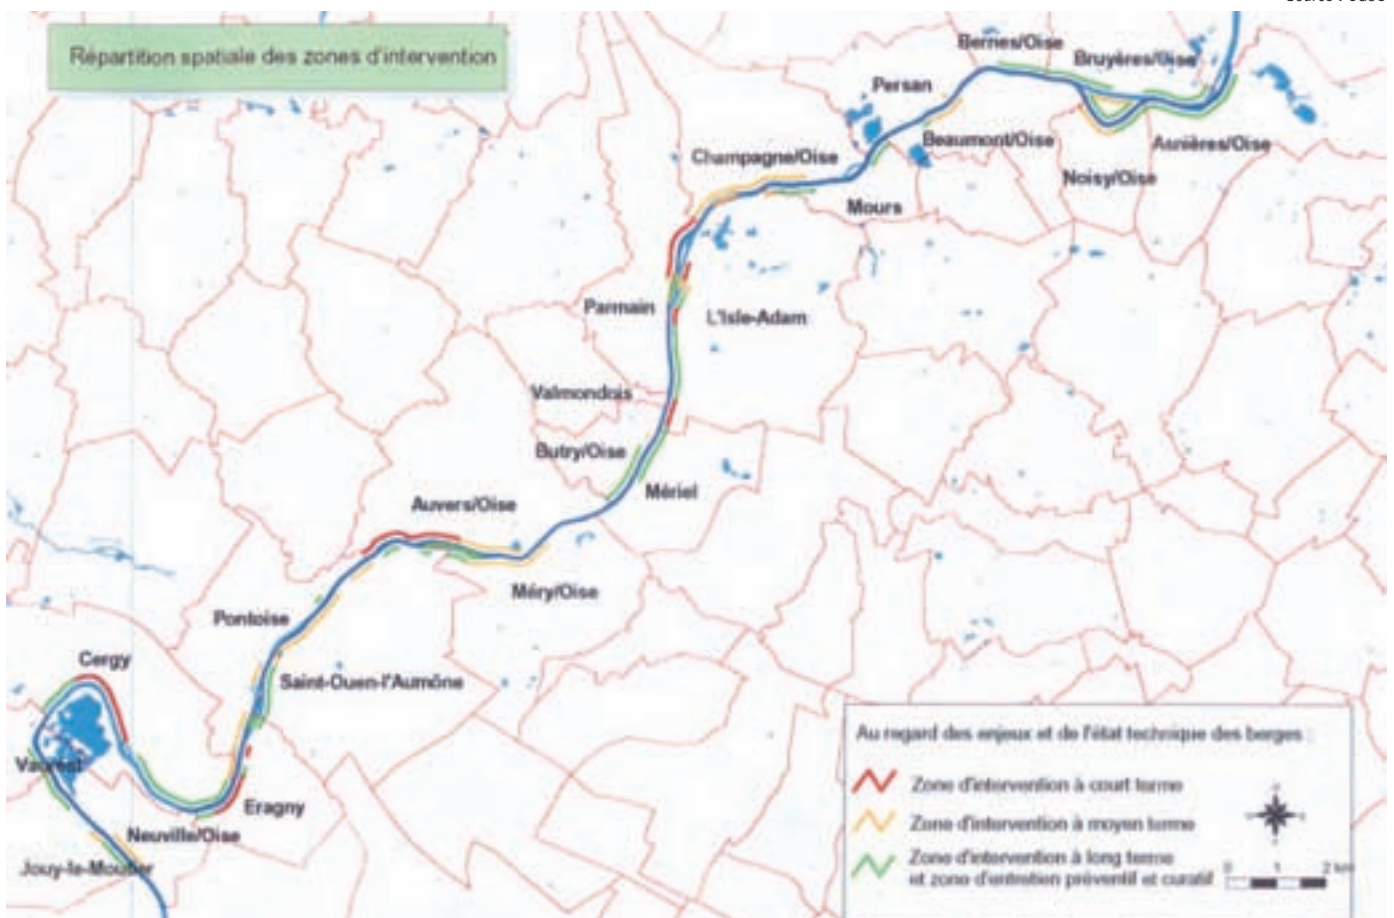 Répartition spatiale des zones d'intervention
Bernes/Oise
Bruyères/Oise
Persan
Beaumont/Oise
Asnières/Oise
Champagne/Oise
Noisy/Oise
Mours
Parmain
L'Isle-Adam
Valmondois
Butry/Oise
Mériel
Auvers/Oise
Méry/Oise
Pontoise
Cergy
Saint-Ouen-l'Aumône
Vauréal
Eragny
Neuville/Oise
Jouy-le-Moutier
Au regard des enjeux et de l'état technique des berges :
Zone d'intervention à court terme
Zone d'intervention à moyen terme
Zone d'intervention à long terme
et zone d'entretien préventif et curatif
0 1 2 km